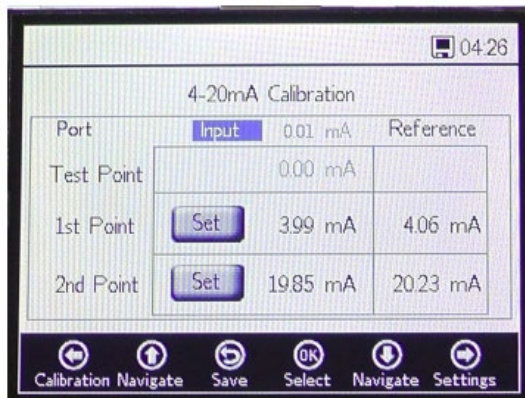 04:26
4-20mA Calibration
Port Input 0.01 mA Reference
Test Point 0.00 mA
1st Point Set 3.99 mA 4.06 mA
2nd Point Set 19.85 mA 20.23 mA
OK
Calibration Navigate Save Select Navigate Settings